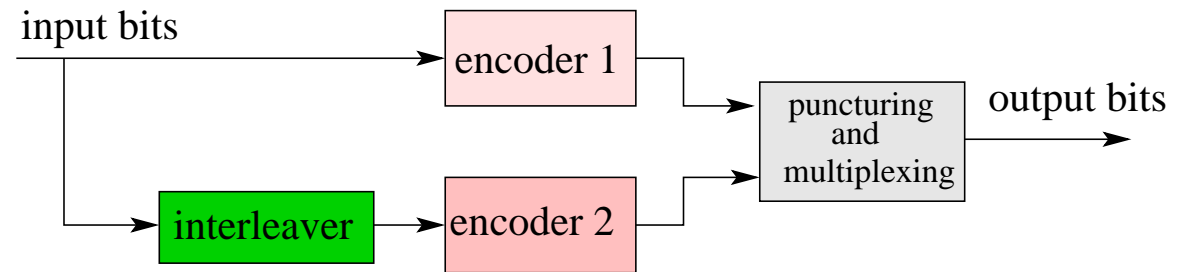 input bits
encoder 1
puncturing
and
multiplexing
output bits
interleaver
encoder 2